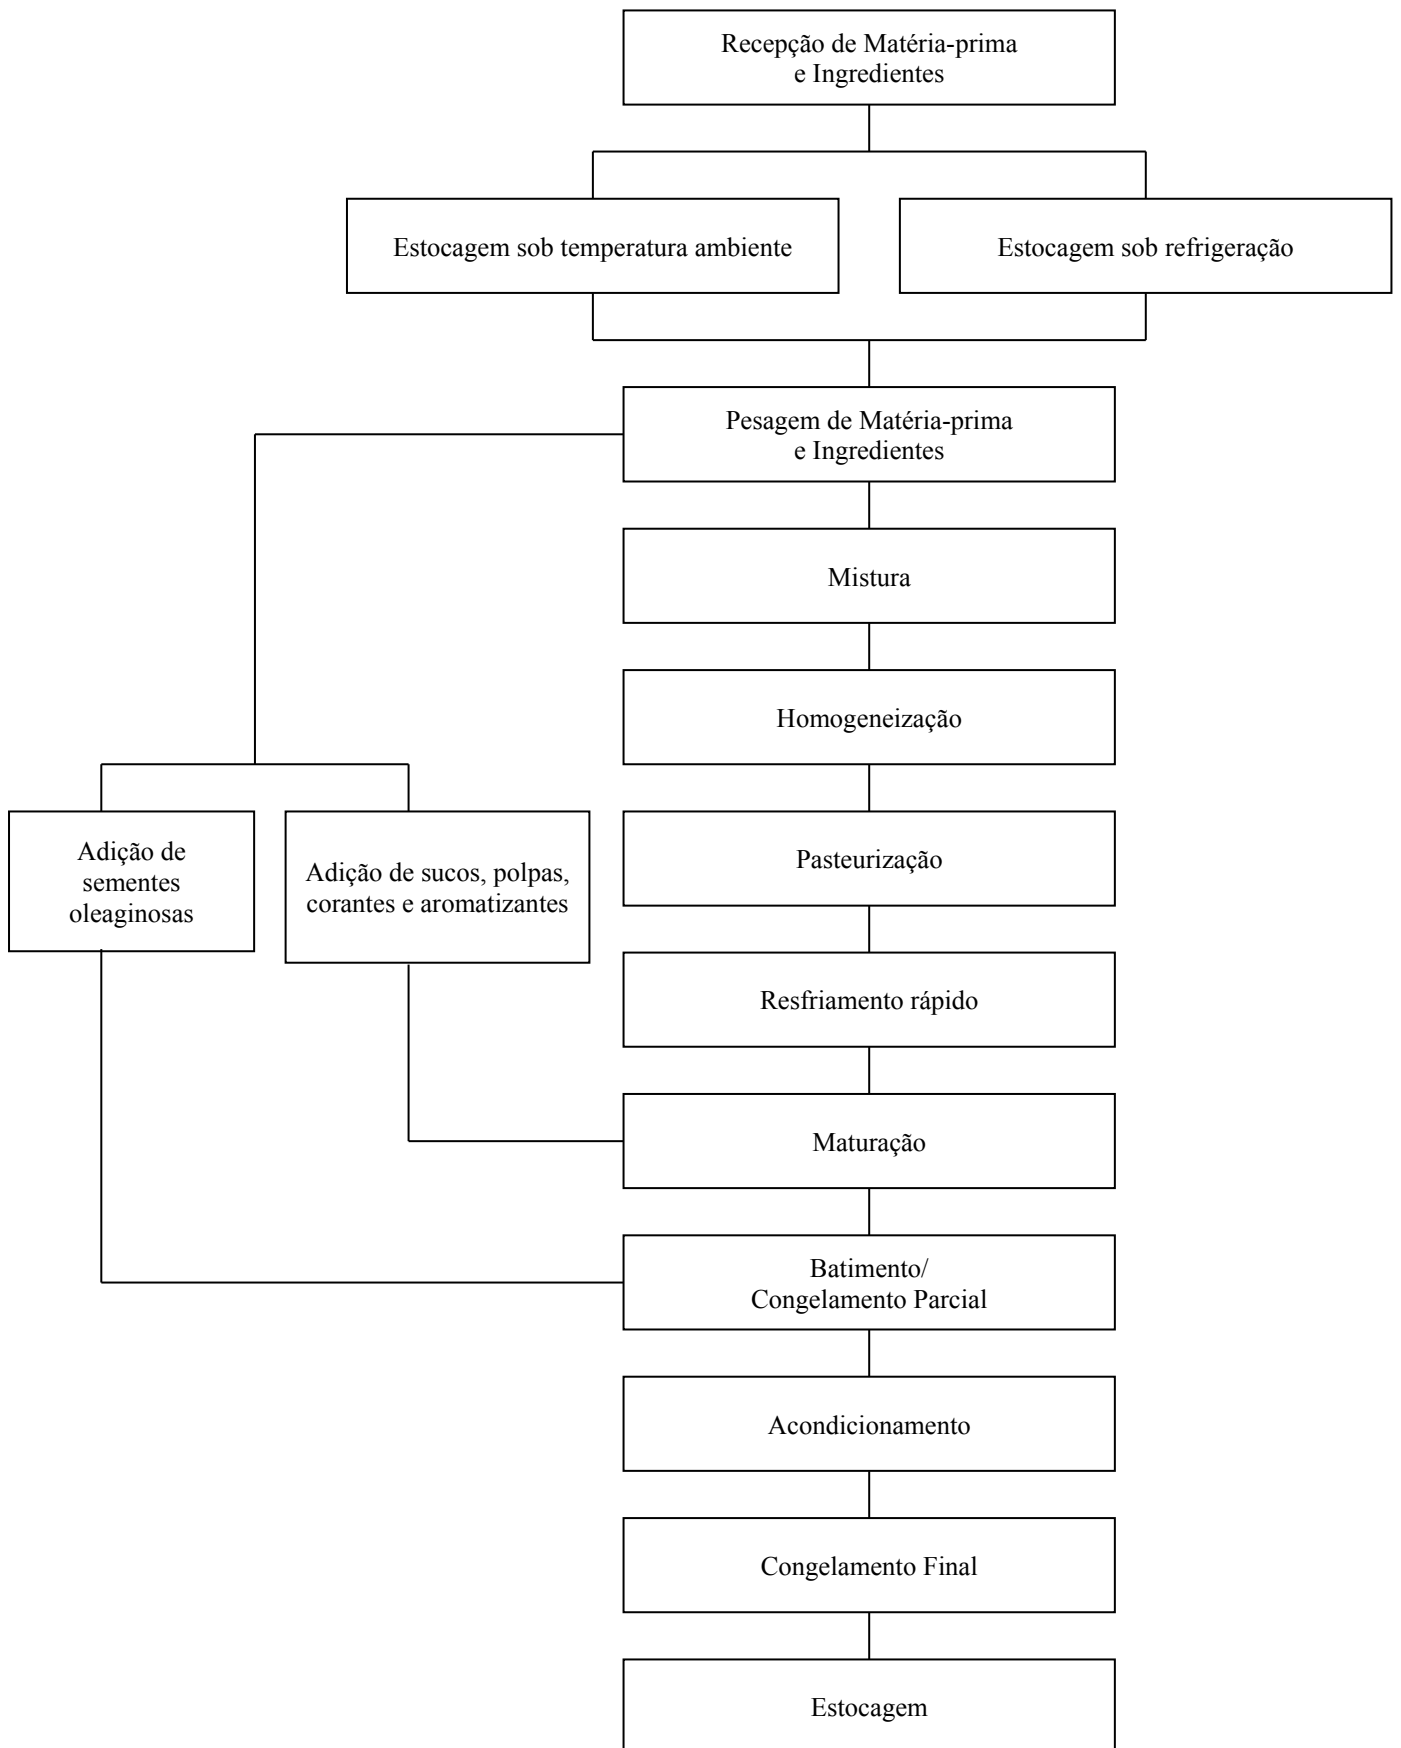 Recepção de Matéria-prima
e Ingredientes
Estocagem sob temperatura ambiente
Estocagem sob refrigeração
Pesagem de Matéria-prima
e Ingredientes
Mistura
Homogeneização
Adição de
sementes
oleaginosas
Adição de sucos, polpas,
corantes e aromatizantes
Pasteurização
Resfriamento rápido
Maturação
Batimento/
Congelamento Parcial
Acondicionamento
Congelamento Final
Estocagem